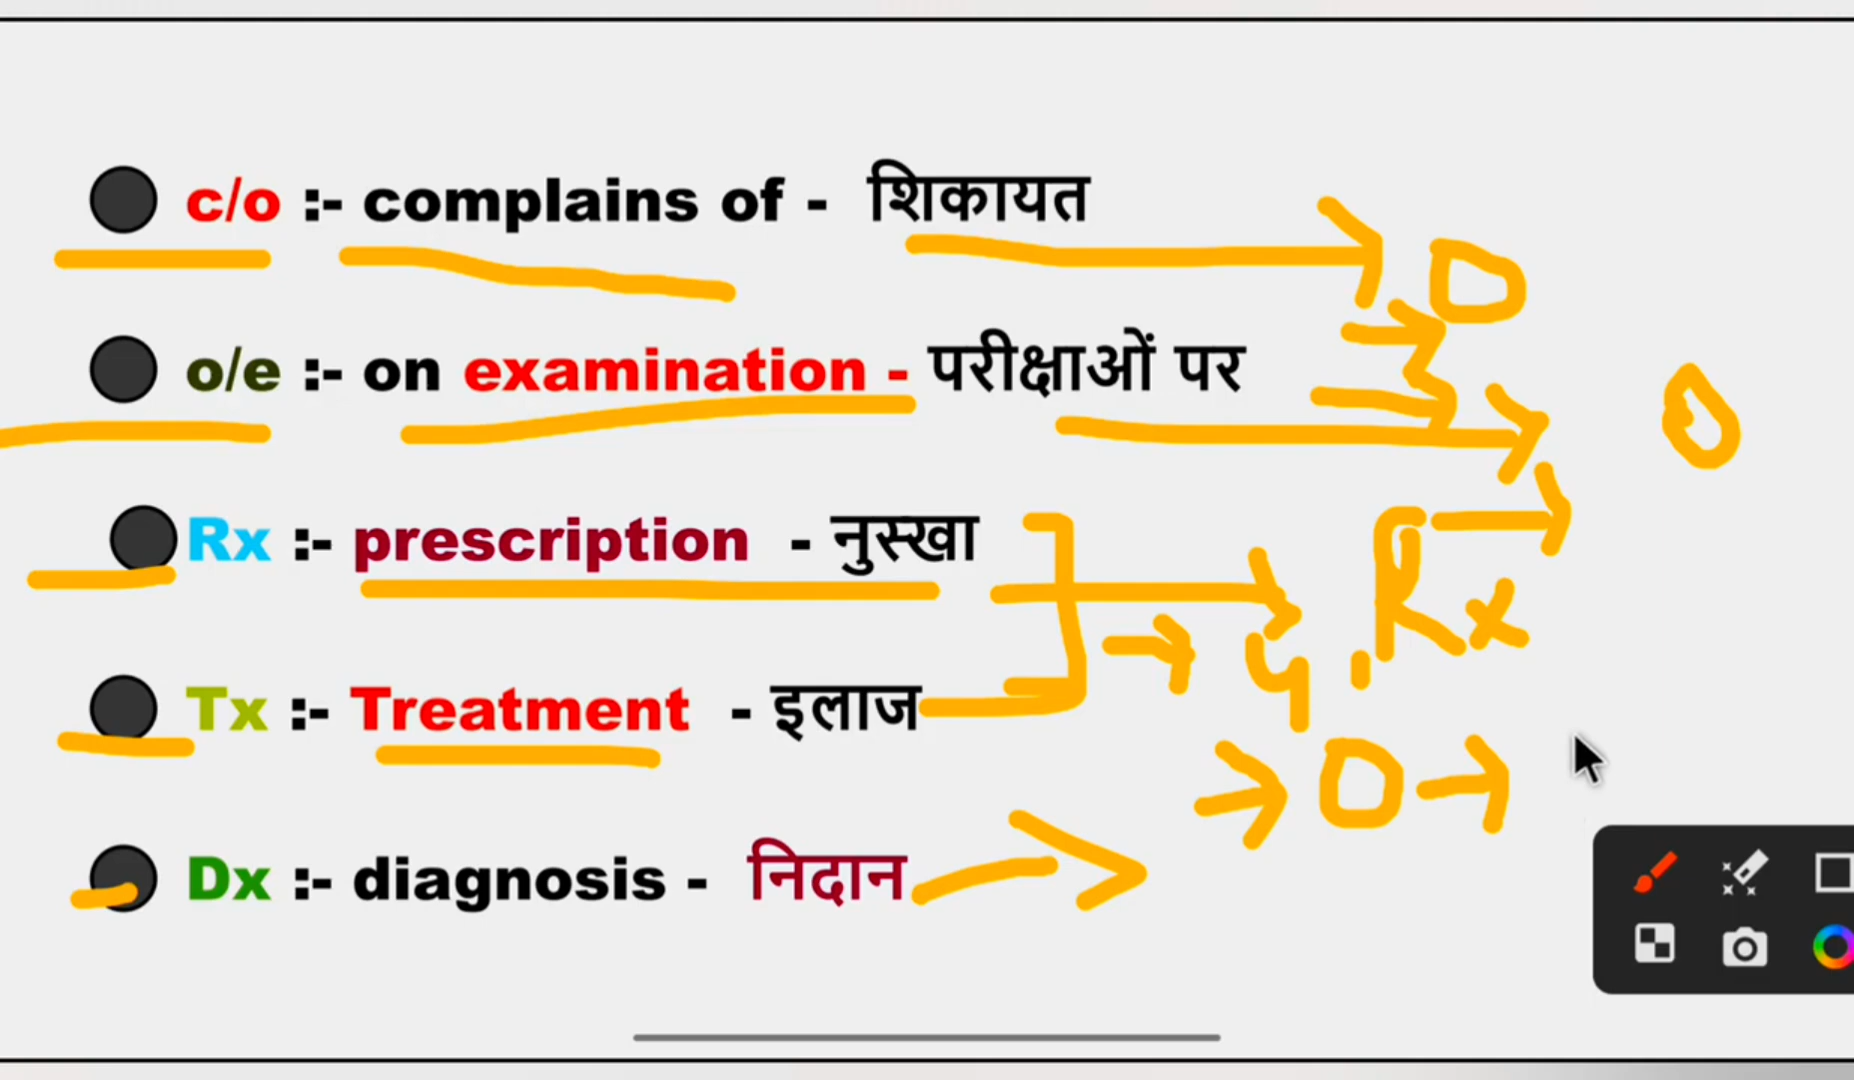 c/o :- complains of - शिकायत
o/e :- on examination - परीक्षाओं पर
Rx :- prescription - नुस्खा
Rx
Tx :- Treatment - इलाज
Dx :- diagnosis - निदान